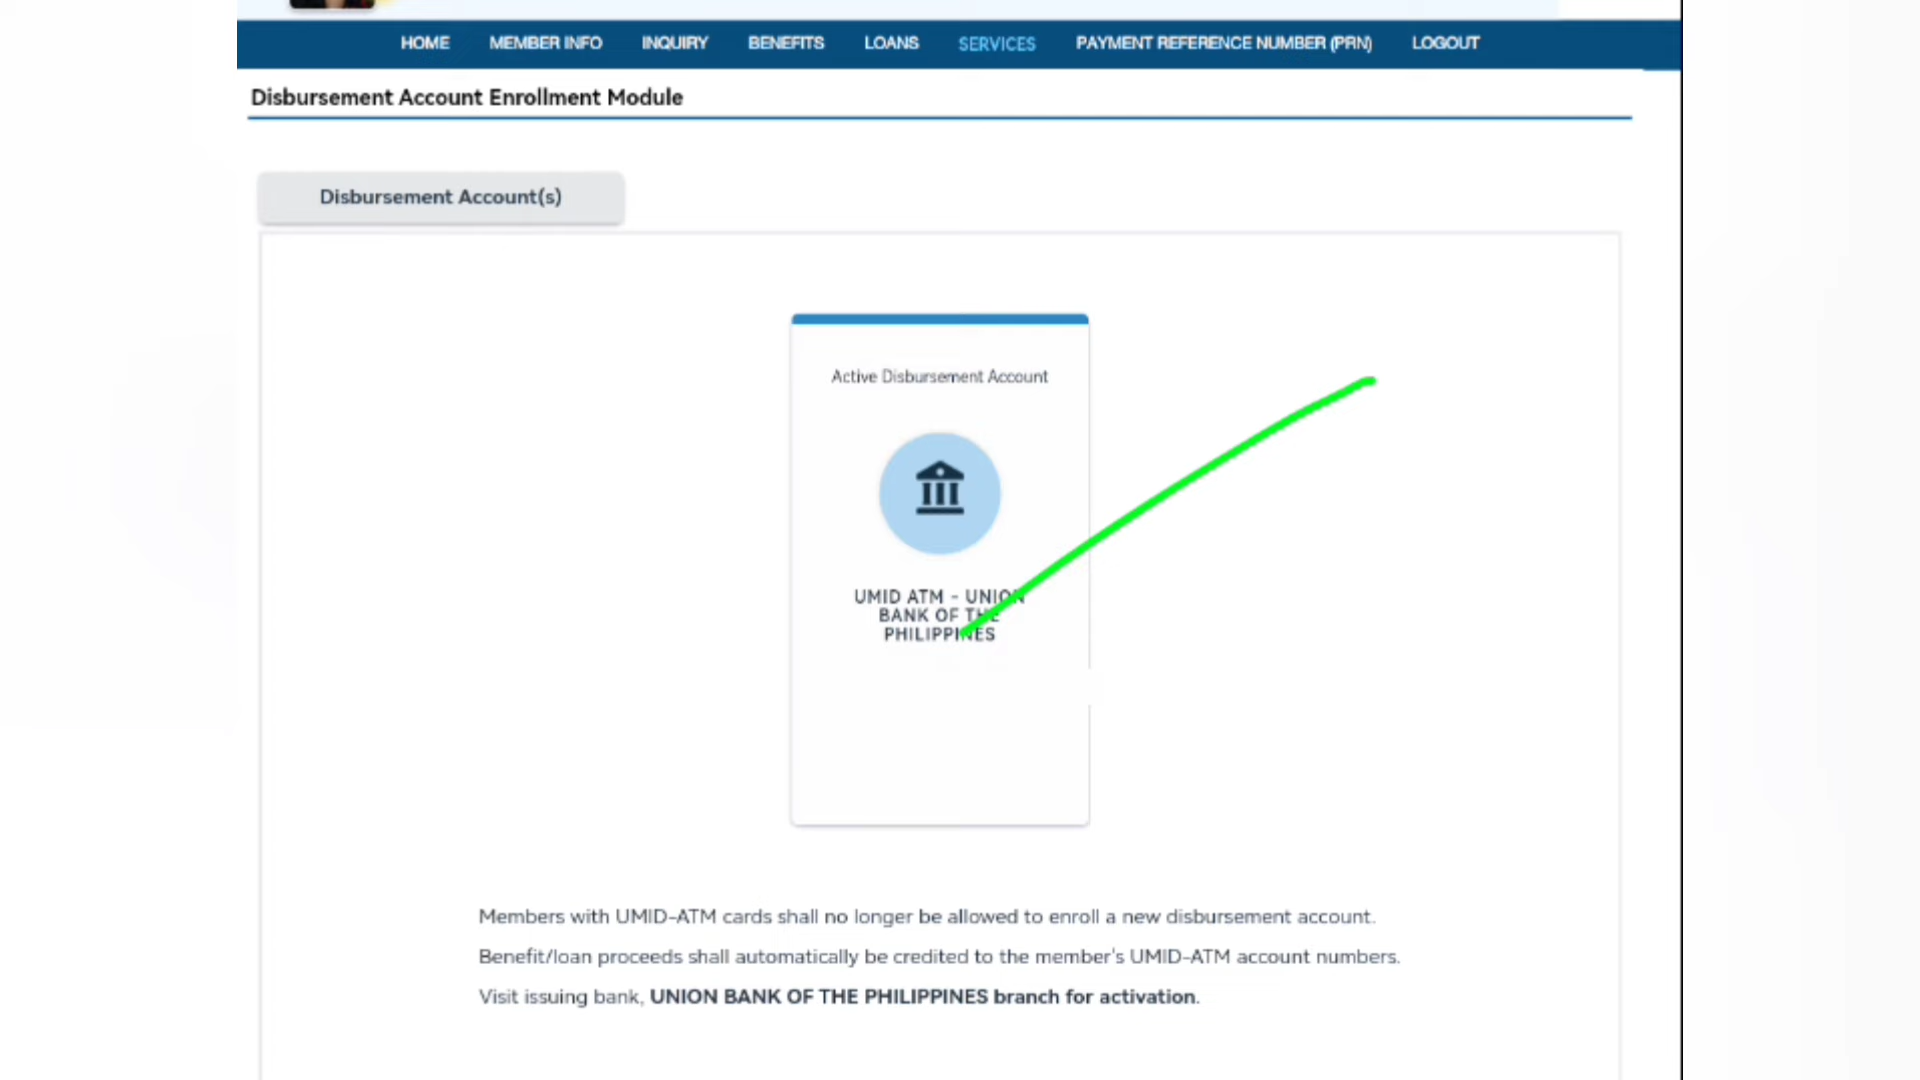 HOME MEMBER INFO INQUIRY BENEFITS LOANS SERVICES PAYMENT REFERENCE NUMBER (PRN) LOGOUT
Disbursement Account Enrollment Module
Disbursement Account(s)
Active Disbursement Account
UMID ATM - UNION
BANK OF THE
PHILIPPINES
Members with UMID-ATM cards shall no longer be allowed to enroll a new disbursement account.
Benefit/loan proceeds shall automatically be credited to the member's UMID-ATM account numbers.
Visit issuing bank, UNION BANK OF THE PHILIPPINES branch for activation.